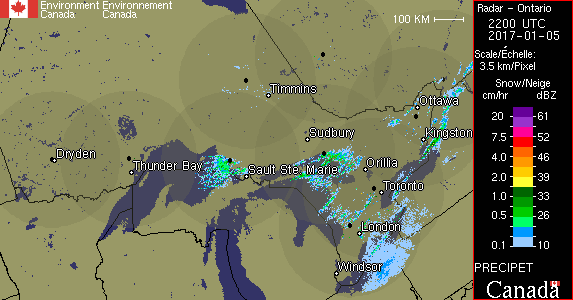 Environment Environnement
Canada Canada
100 KM
Timmins
Ottawa
Sudbury
Kingston
Dryden
Thunder Bay
Sault Ste. Marie
Orillia
Toronto
London
Windsor
Radar - Ontario
2200 UTC
2017-01-05
Scale/Échelle:
3.5 km/Pixel
Snow/Neige
cm/hr dBZ
20 61
7.5 52
4.0 46
2.0 39
1.0 33
0.5 26
0.1 10
PRECIPET
Canada